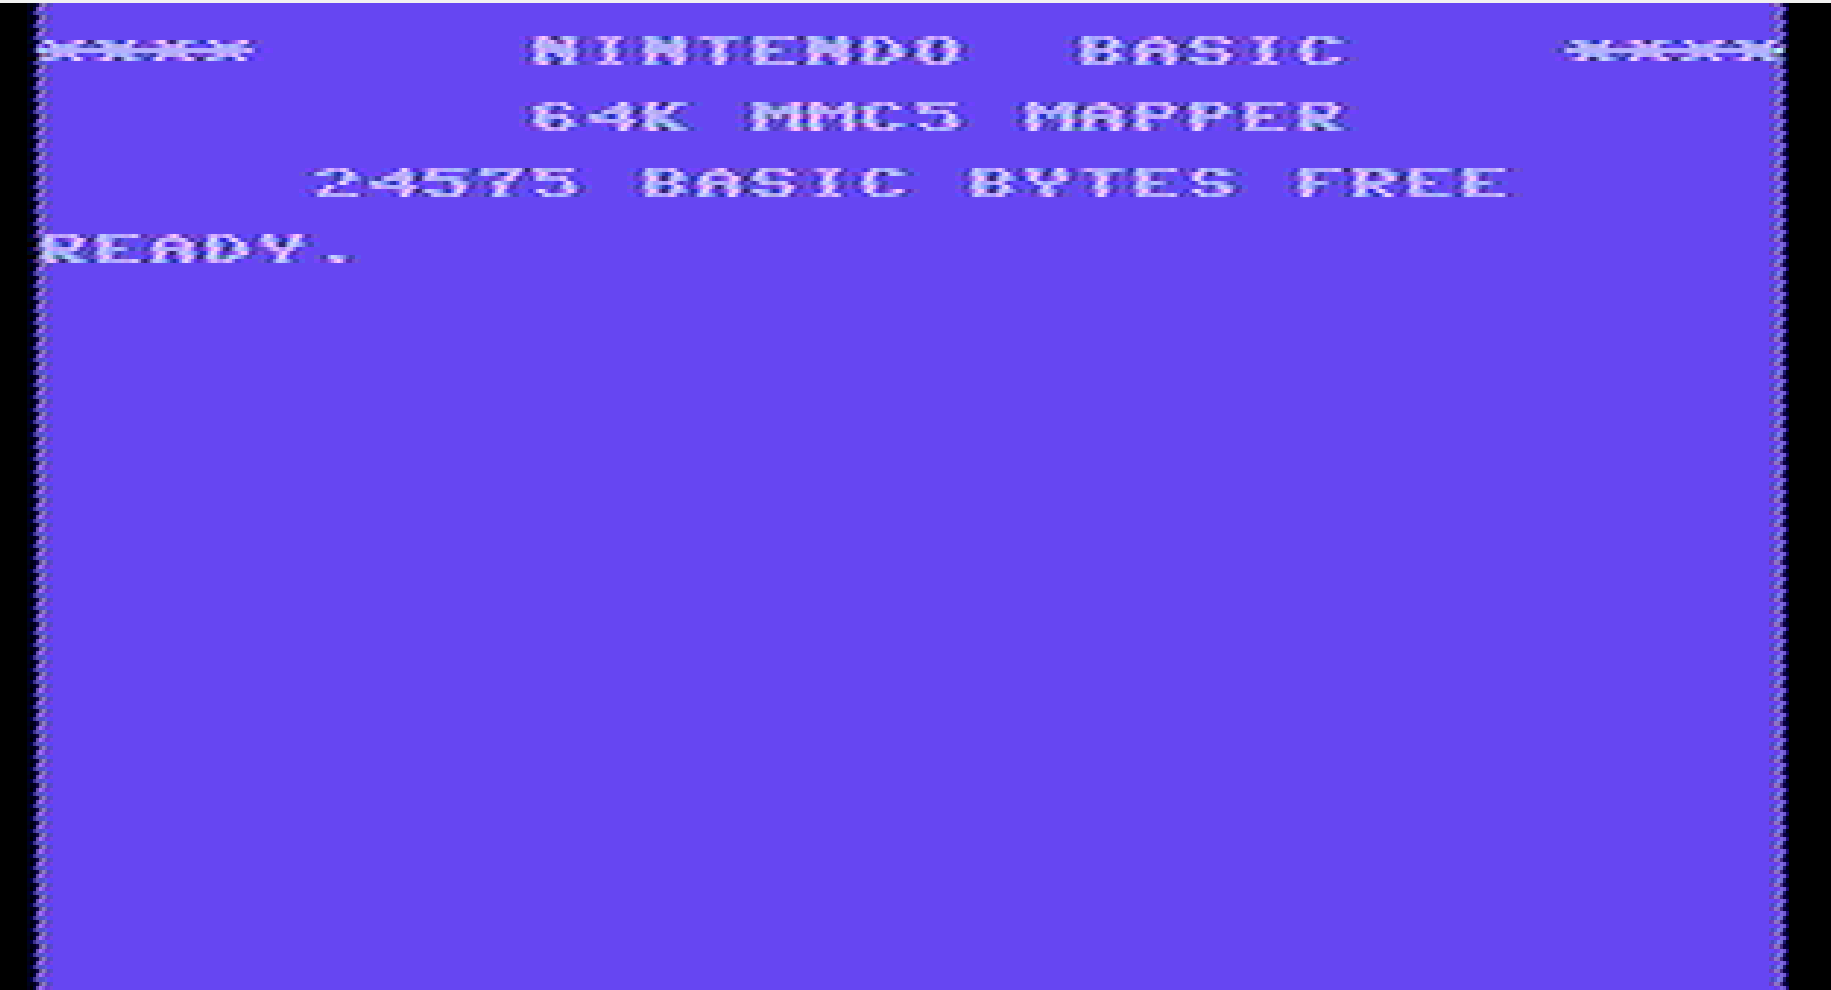 **** NINTENDO BASIC ****
64K MMC5 MAPPER
24575 BASIC BYTES FREE
READY.